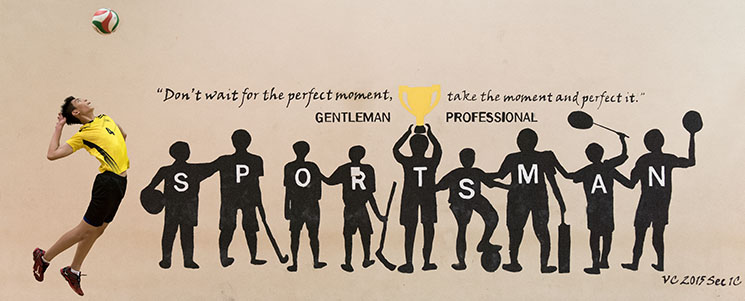 "Don't wait for the perfect moment, take the moment and perfect it."
GENTLEMAN PROFESSIONAL
SPORTSMAN
VC 2015 Sec 1C